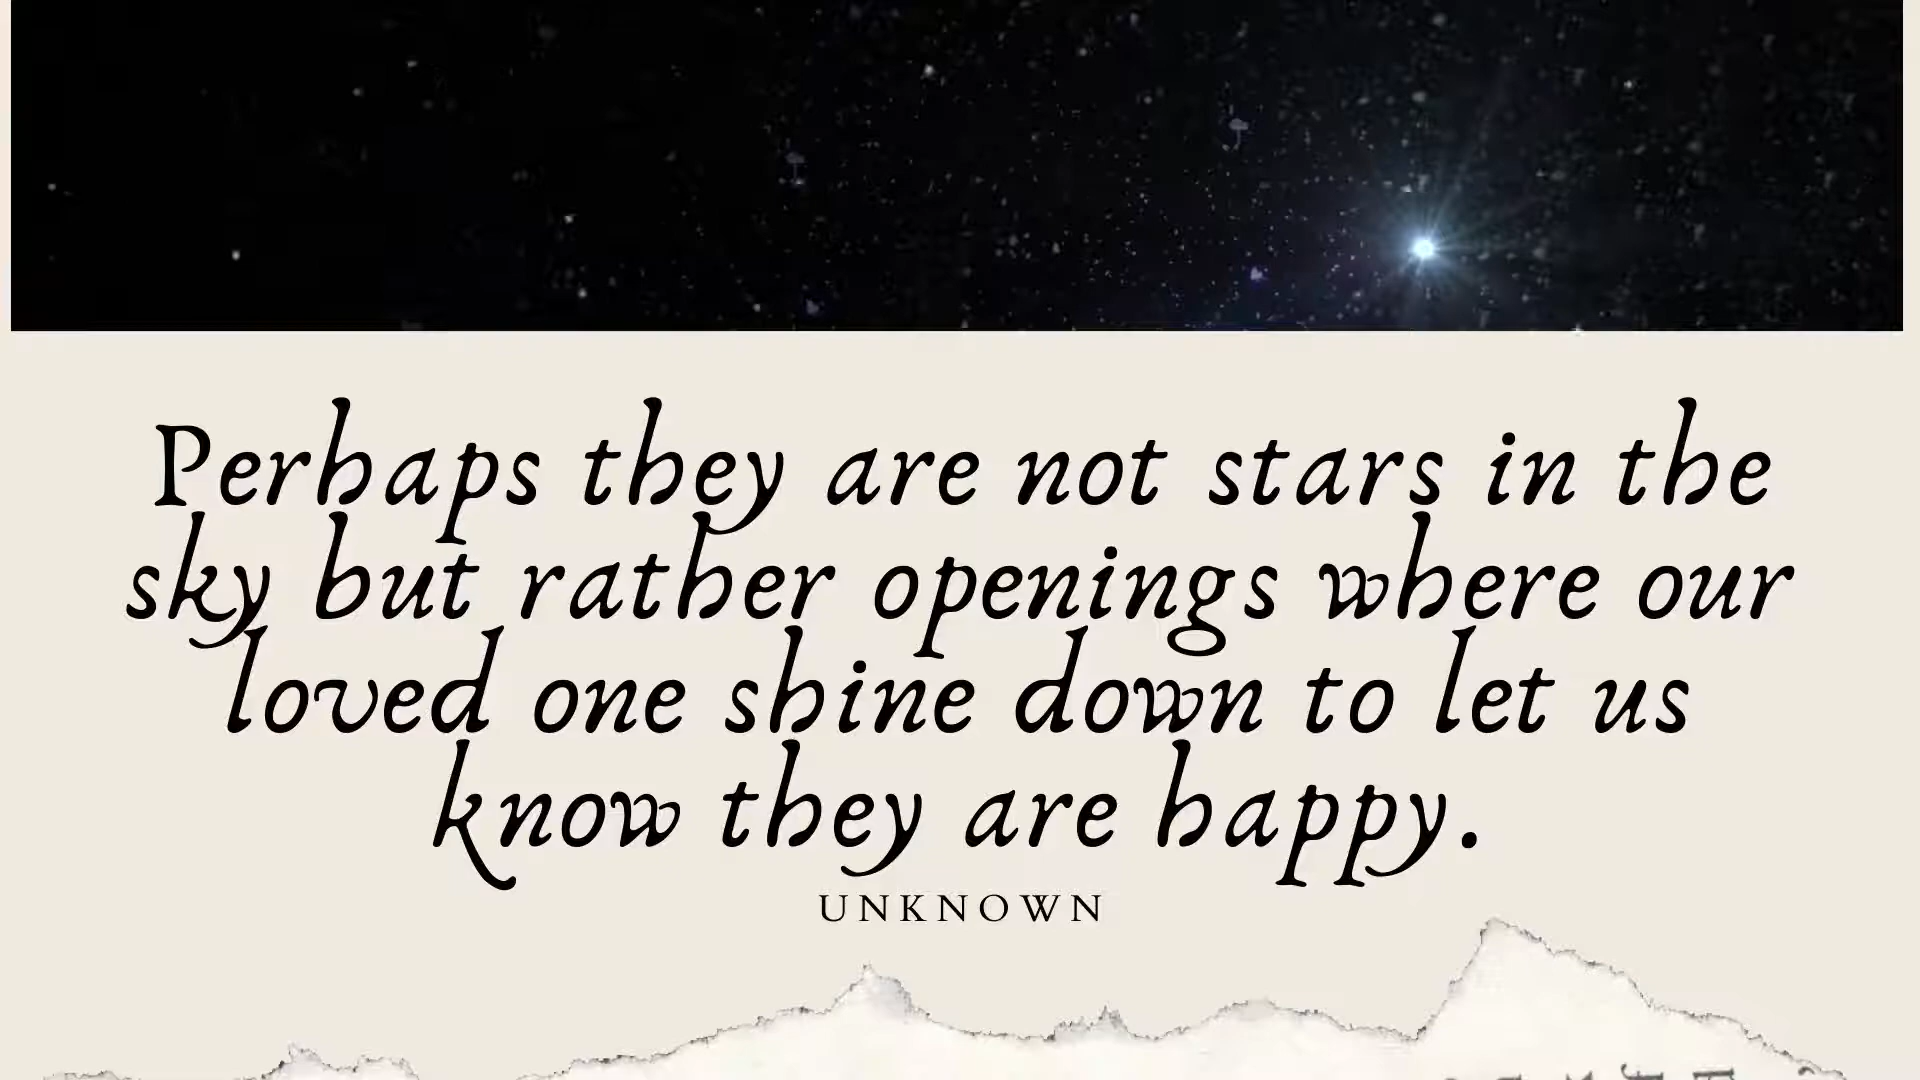 Perhaps they are not stars in the
sky but rather openings where our
loved one shine down to let us
know they are happy.
UNKNOWN